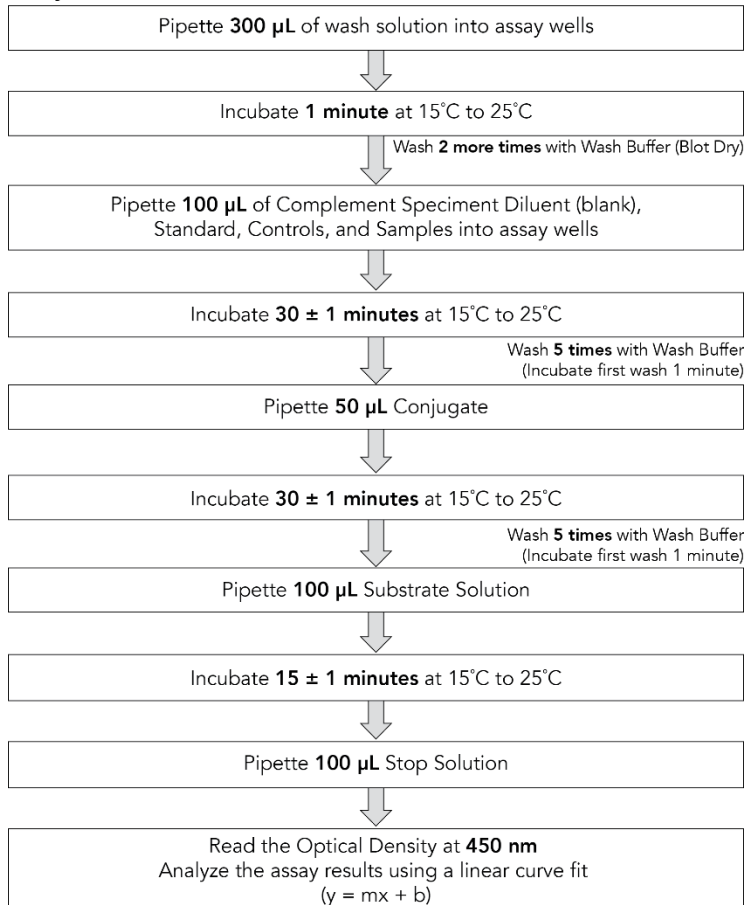 Pipette 300 µL of wash solution into assay wells
Incubate 1 minute at 15˚C to 25˚C
Wash 2 more times with Wash Buffer (Blot Dry)
Pipette 100 µL of Complement Speciment Diluent (blank),
Standard, Controls, and Samples into assay wells
Incubate 30 ± 1 minutes at 15˚C to 25˚C
Wash 5 times with Wash Buffer
(Incubate first wash 1 minute)
Pipette 50 µL Conjugate
Incubate 30 ± 1 minutes at 15˚C to 25˚C
Wash 5 times with Wash Buffer
(Incubate first wash 1 minute)
Pipette 100 µL Substrate Solution
Incubate 15 ± 1 minutes at 15˚C to 25˚C
Pipette 100 µL Stop Solution
Read the Optical Density at 450 nm
Analyze the assay results using a linear curve fit
(y = mx + b)